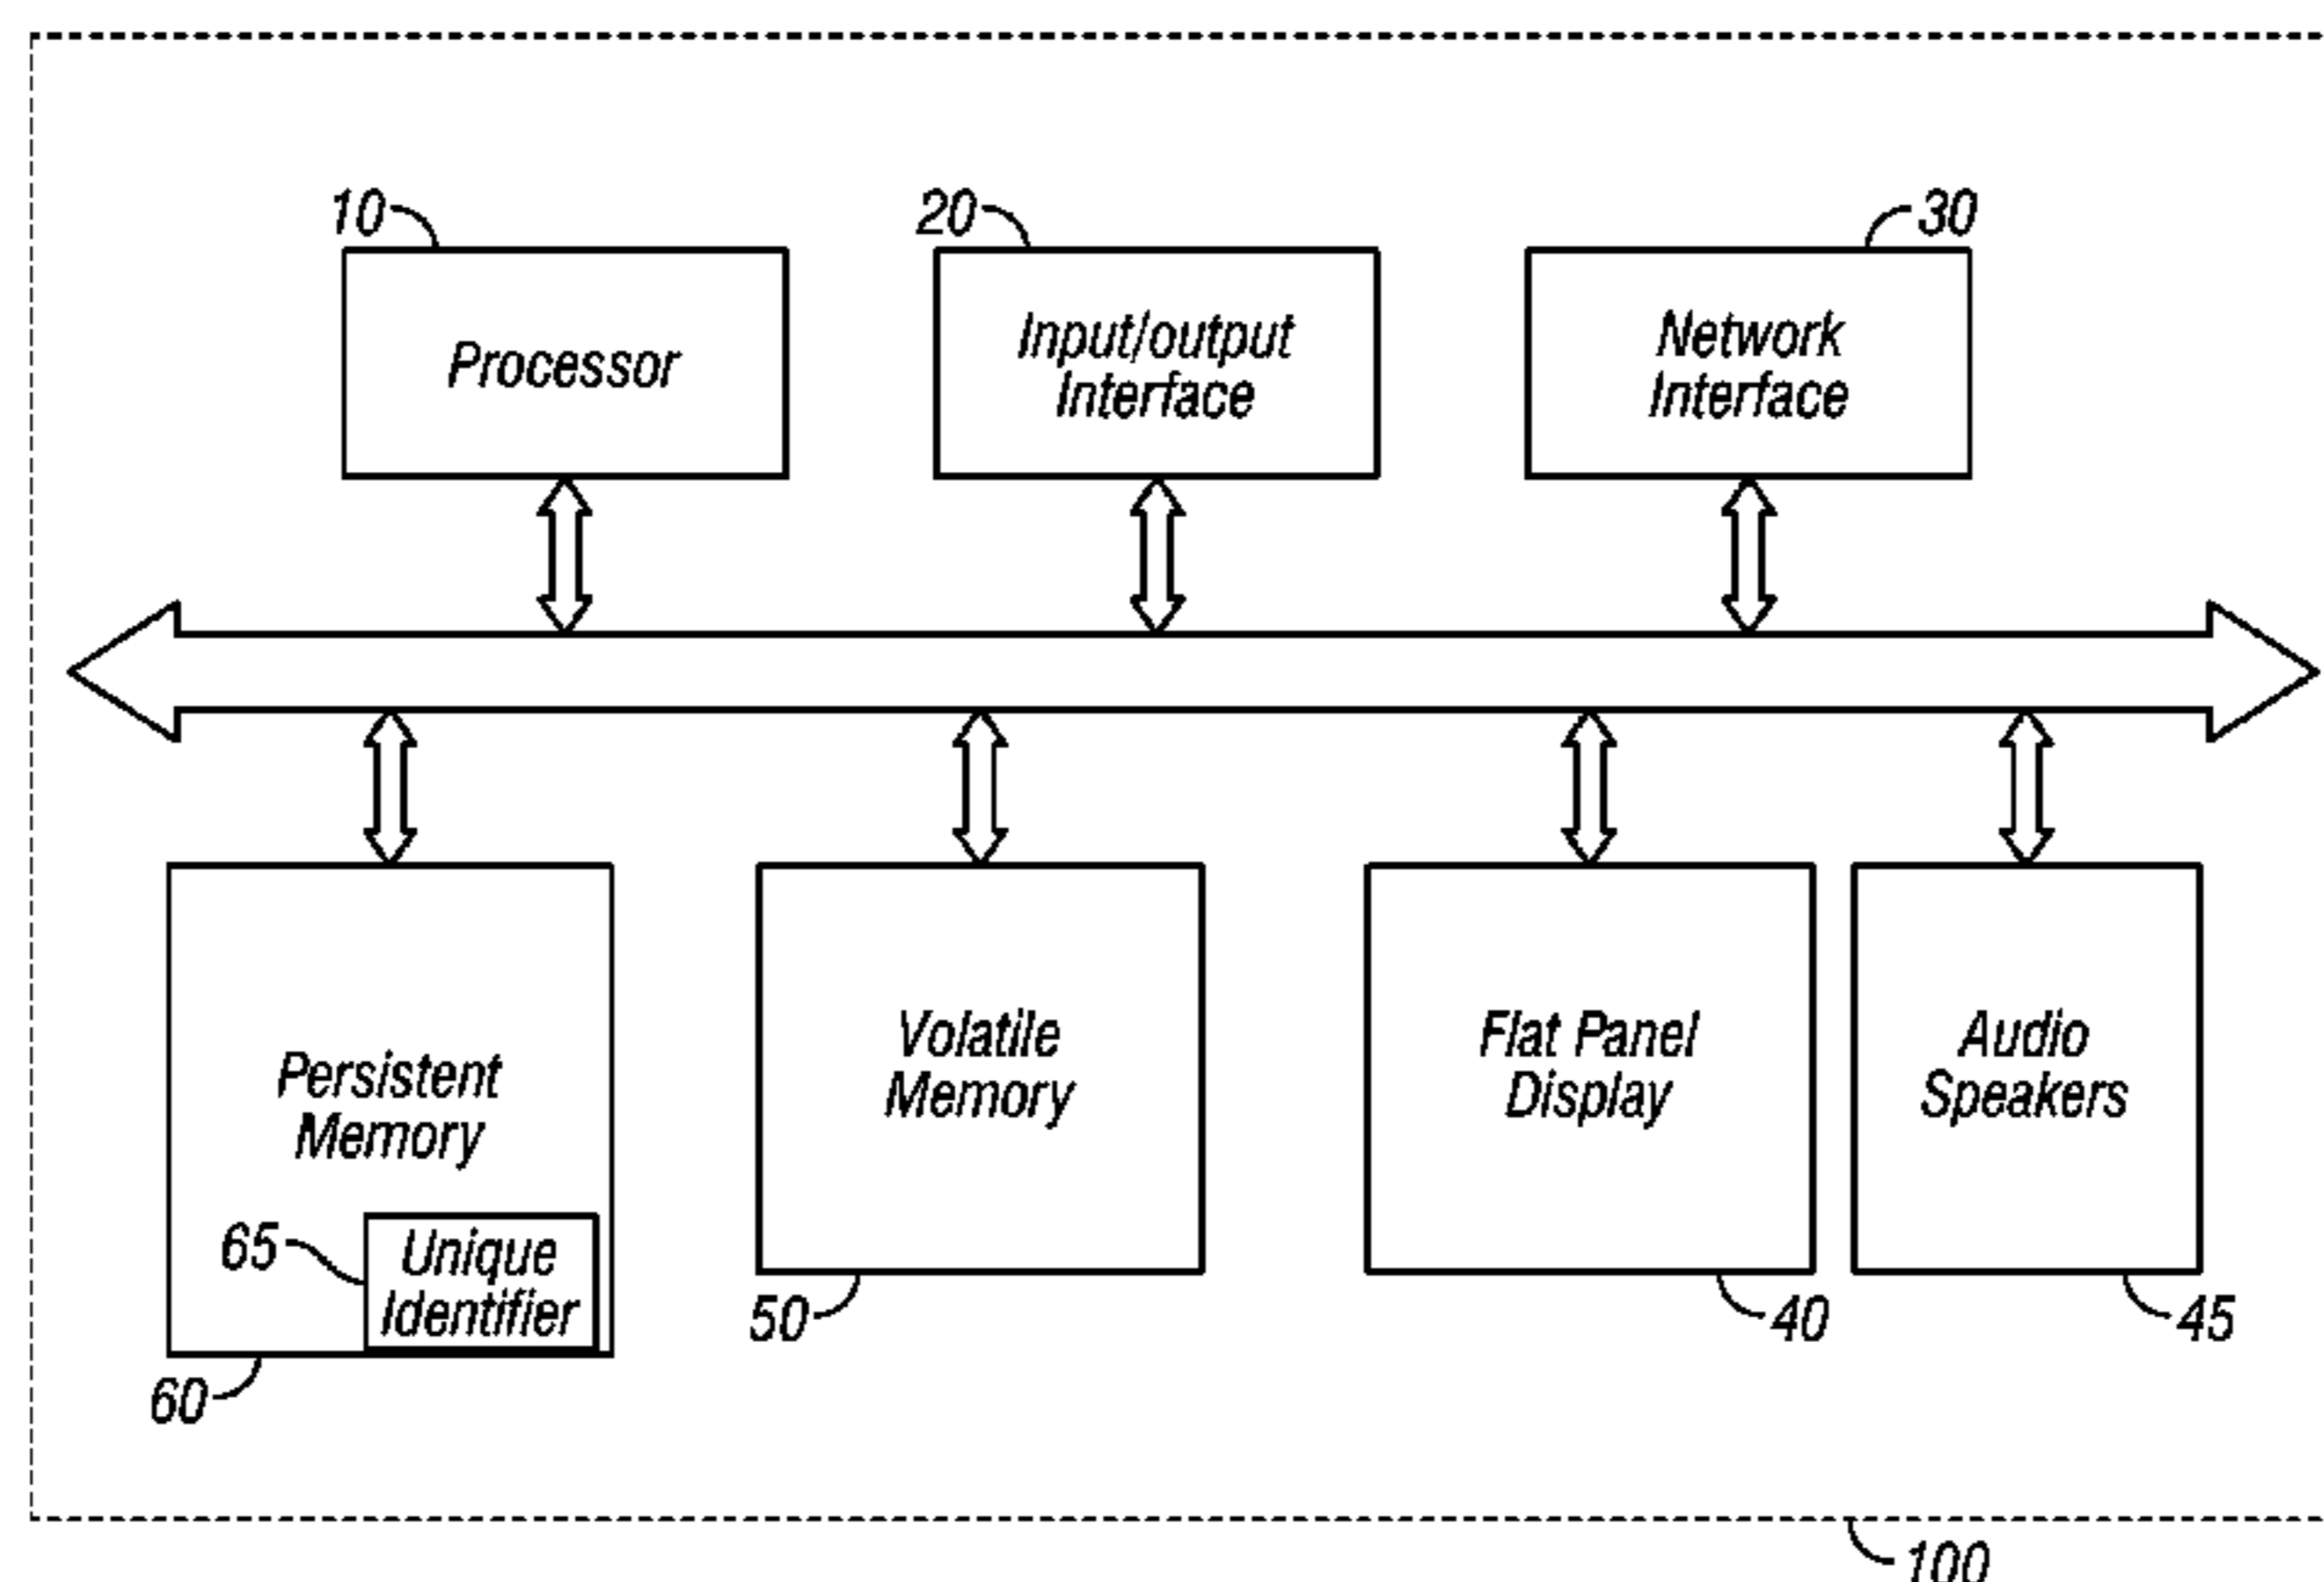 10
20
30
Processor
Input/output
Interface
Network
Interface
Persistent
Memory
65
Unique
Identifier
60
Volatile
Memory
50
Flat Panel
Display
40
Audio
Speakers
45
100